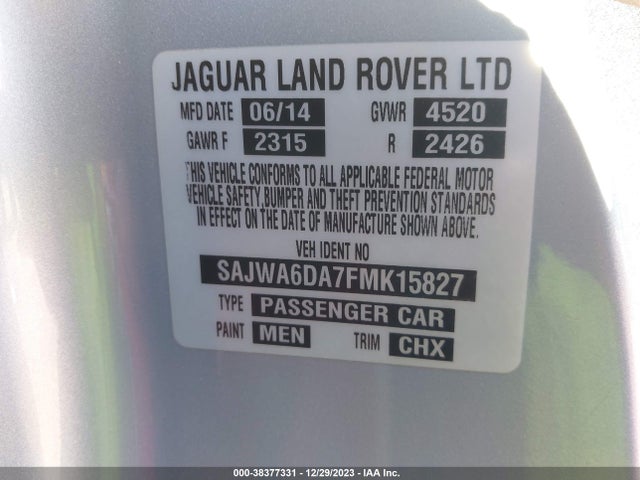 JAGUAR LAND ROVER LTD
MFD DATE 06/14 GVWR 4520
GAWR F 2315 R 2426
THIS VEHICLE CONFORMS TO ALL APPLICABLE FEDERAL MOTOR
VEHICLE SAFETY, BUMPER AND THEFT PREVENTION STANDARDS
IN EFFECT ON THE DATE OF MANUFACTURE SHOWN ABOVE.
VEH IDENT NO
SAJWA6DA7FMK15827
TYPE PASSENGER CAR
PAINT MEN TRIM CHX
000-38377331 - 12/29/2023 - IAA Inc.